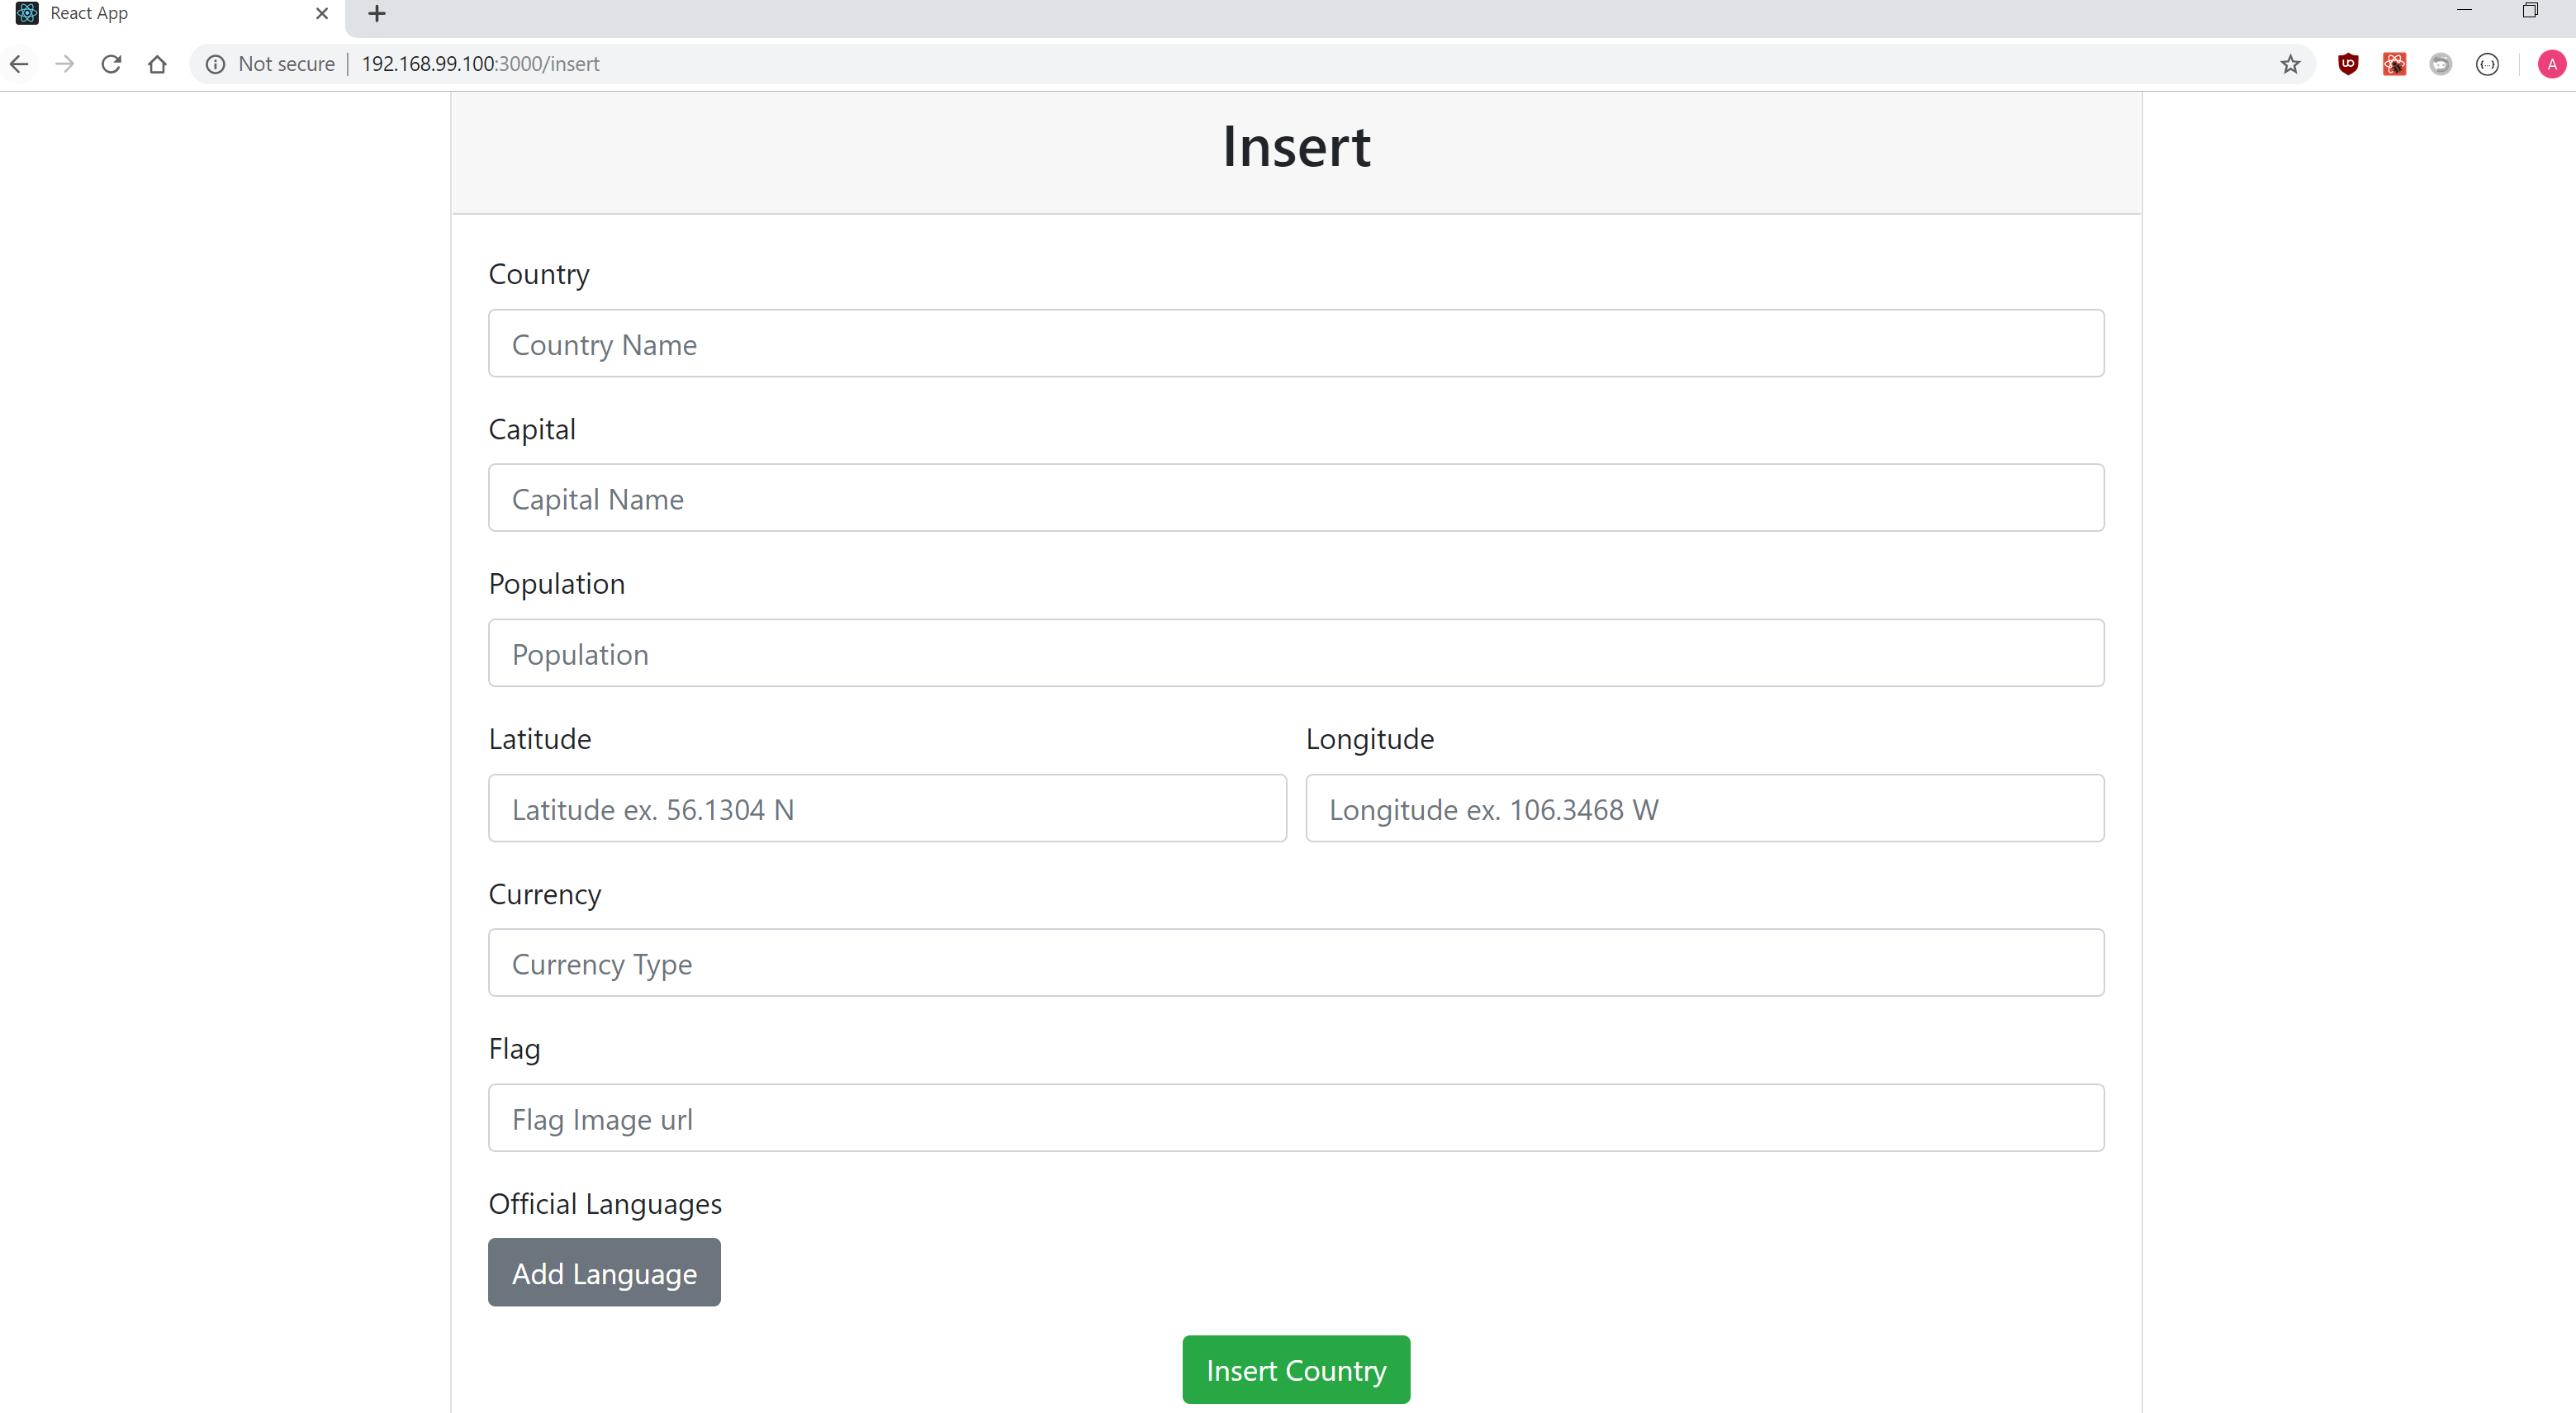 React App
Not secure | 192.168.99.100:3000/insert
A
Insert
Country
Country Name
Capital
Capital Name
Population
Population
Latitude Longitude
Latitude ex. 56.1304 N Longitude ex. 106.3468 W
Currency
Currency Type
Flag
Flag Image url
Official Languages
Add Language
Insert Country